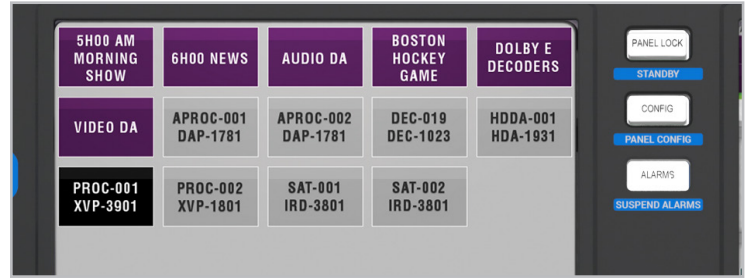 5H00 AM
MORNING
SHOW
6H00 NEWS
AUDIO DA
BOSTON
HOCKEY
GAME
DOLBY E
DECODERS
VIDEO DA
APROC-001
DAP-1781
APROC-002
DAP-1781
DEC-019
DEC-1023
HDDA-001
HDA-1931
PROC-001
XVP-3901
PROC-002
XVP-1801
SAT-001
IRD-3801
SAT-002
IRD-3801
PANEL LOCK
STANDBY
CONFIG
PANEL CONFIG
ALARMS
SUSPEND ALARMS